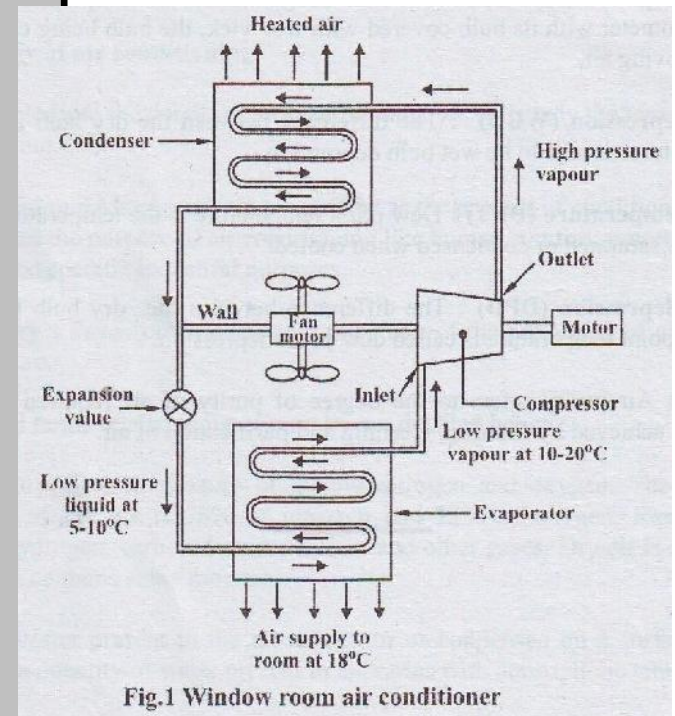 Heated air
Condenser
High pressure
vapour
Outlet
Wall
Fan
motor
Motor
Expansion
value
Inlet
Compressor
Low pressure
vapour at 10-20°C
Low pressure
liquid at
5-10°C
Evaporator
Air supply to
room at 18°C
Fig.1 Window room air conditioner